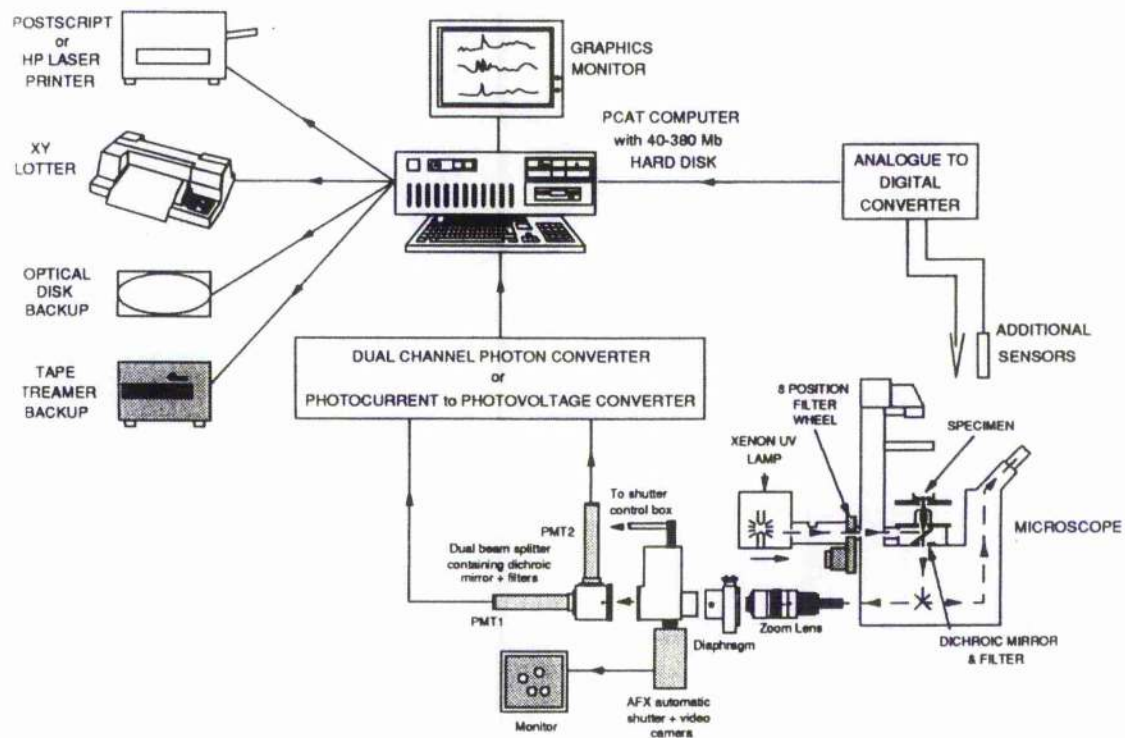 POSTSCRIPT
or
HP LASER
PRINTER
GRAPHICS
MONITOR
PCAT COMPUTER
with 40-380 Mb
HARD DISK
XY
LOTTER
ANALOGUE TO
DIGITAL
CONVERTER
OPTICAL
DISK
BACKUP
ADDITIONAL
SENSORS
TAPE
TREAMER
BACKUP
DUAL CHANNEL PHOTON CONVERTER
or
PHOTOCURRENT to PHOTOVOLTAGE CONVERTER
8 POSITION
FILTER
WHEEL
SPECIMEN
XENON UV
LAMP
To shutter
control box
MICROSCOPE
PMT2
Dual beam splitter
containing dichroic
mirror + filters
PMT1
Zoom Lens
Diaphragm
DICHROIC MIRROR
& FILTER
AFX automatic
shutter + video
camera
Monitor